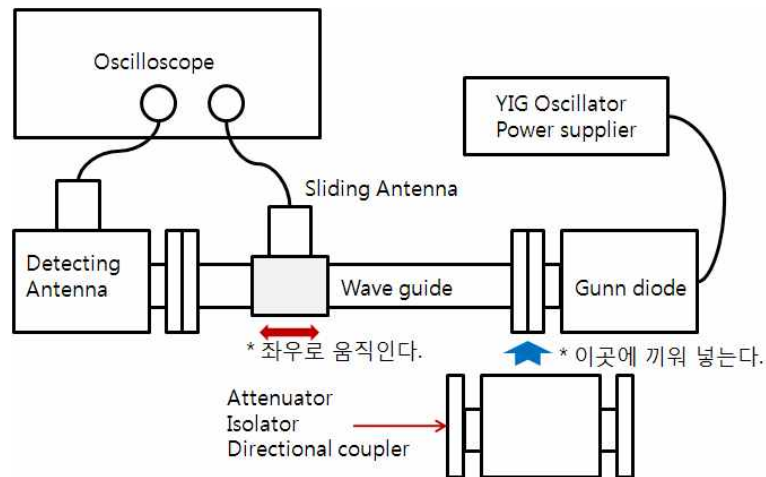 Oscilloscope
YIG Oscillator
Power supplier
Sliding Antenna
Detecting
Antenna
Wave guide
Gunn diode
* 좌우로 움직인다.
* 이곳에 끼워 넣는다.
Attenuator
Isolator
Directional coupler